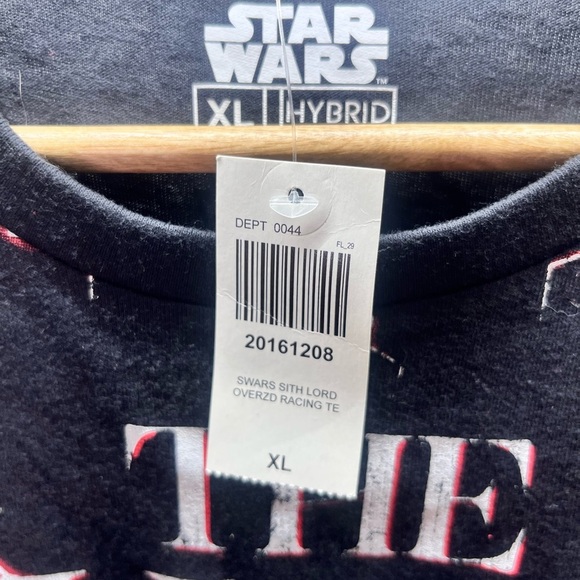 STAR
WARS
XL HYBRID
DEPT 0044
FL_29
20161208
SWARS SITH LORD
OVERZD RACING TE
XL
THE